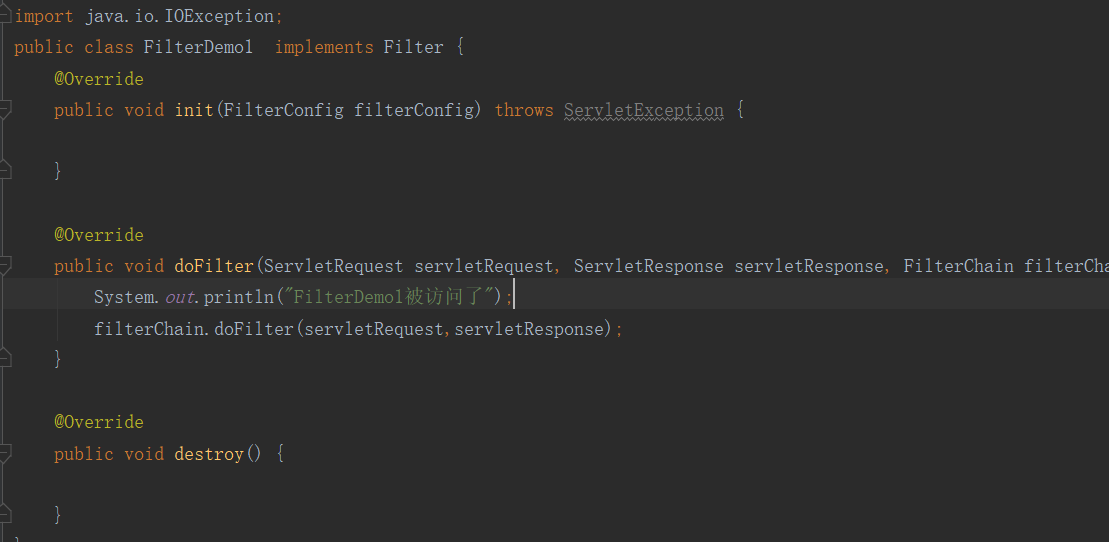 import java.io.IOException;
public class FilterDemo1  implements Filter {
    @Override
    public void init(FilterConfig filterConfig) throws ServletException {

    }

    @Override
    public void doFilter(ServletRequest servletRequest, ServletResponse servletResponse, FilterChain filterCha
        System.out.println("FilterDemo1被访问了");
        filterChain.doFilter(servletRequest,servletResponse);
    }

    @Override
    public void destroy() {

    }
}